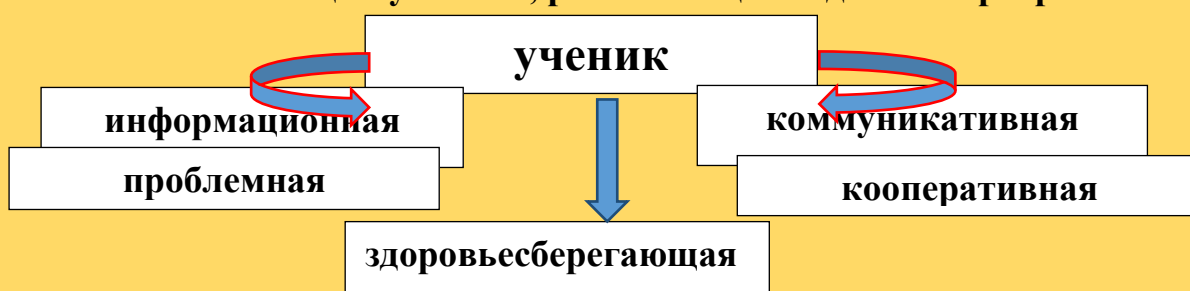 ученик
информационная
коммуникативная
проблемная
кооперативная
здоровьесберегающая